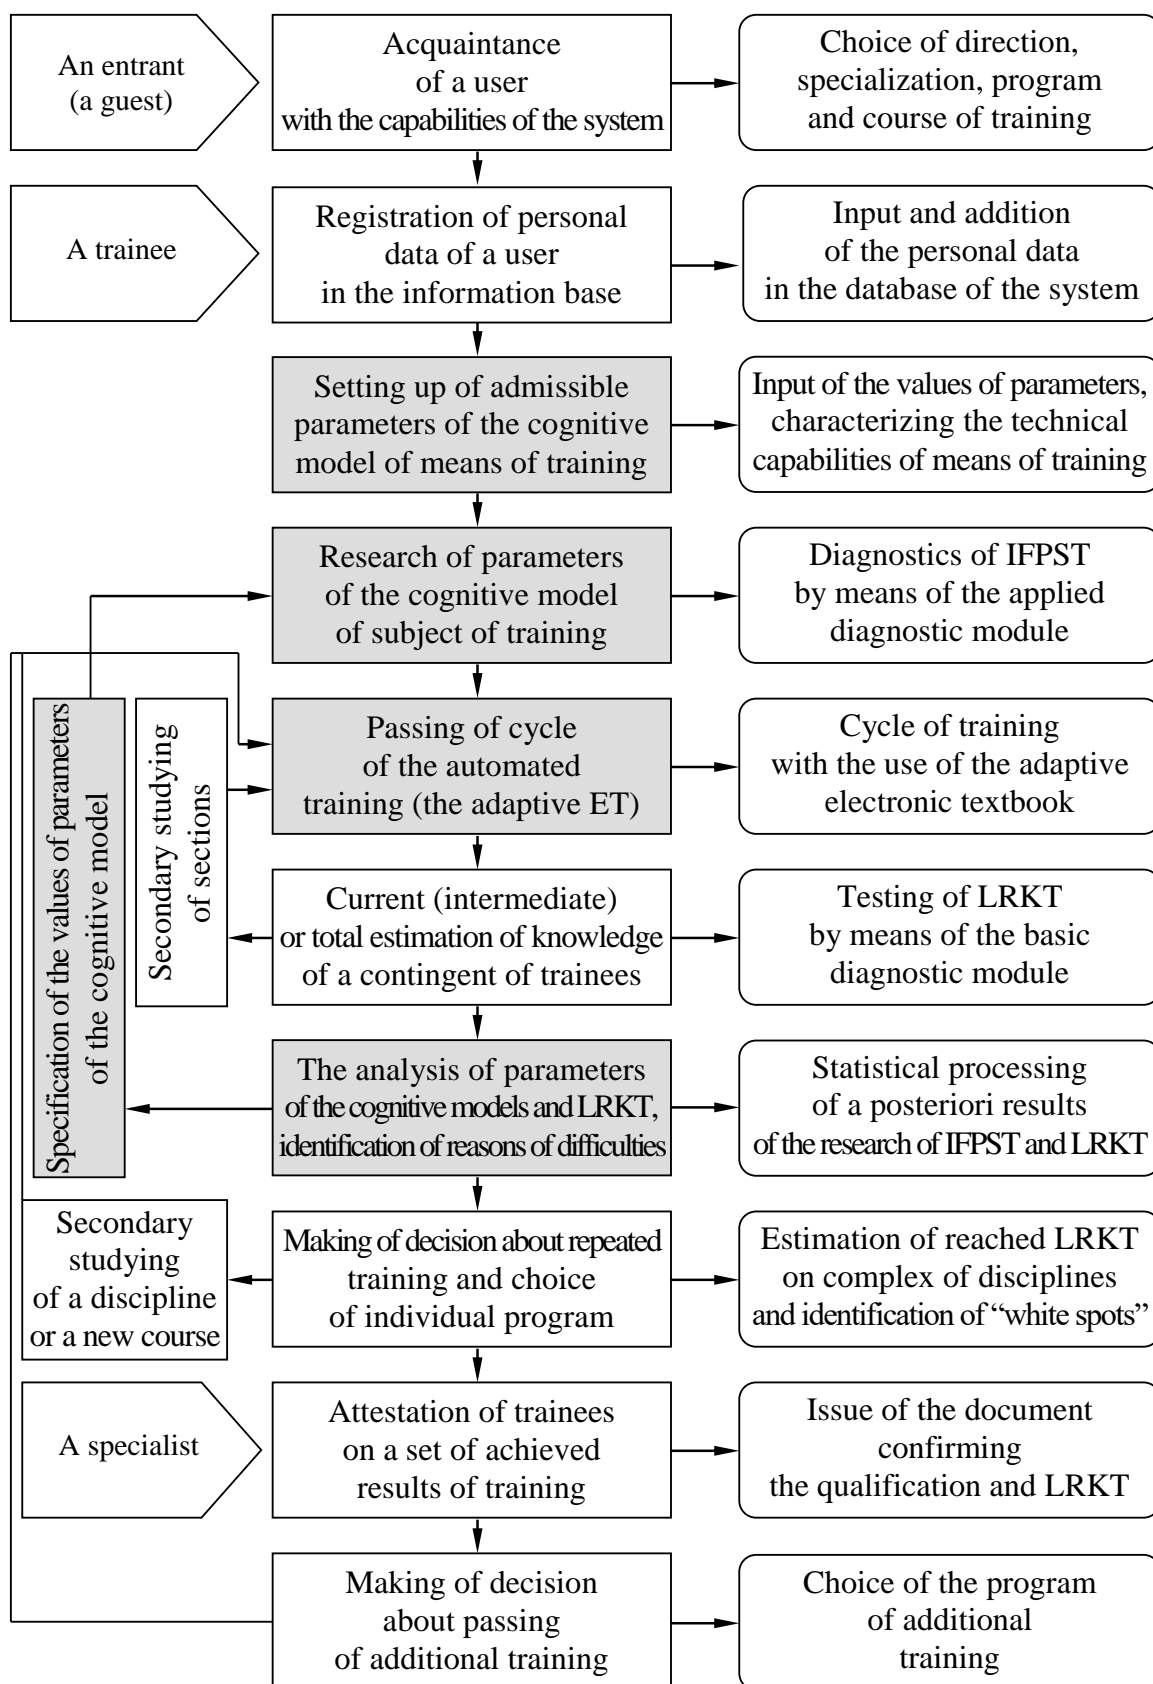 An entrant
(a guest)
Acquaintance
of a user
with the capabilities of the system
Choice of direction,
specialization, program
and course of training
A trainee
Registration of personal
data of a user
in the information base
Input and addition
of the personal data
in the database of the system
Setting up of admissible
parameters of the cognitive
model of means of training
Input of the values of parameters,
characterizing the technical
capabilities of means of training
Research of parameters
of the cognitive model
of subject of training
Diagnostics of IFPST
by means of the applied
diagnostic module
Specification of the values of parameters
of the cognitive model
Secondary studying
of sections
Passing of cycle
of the automated
training (the adaptive ET)
Cycle of training
with the use of the adaptive
electronic textbook
Current (intermediate)
or total estimation of knowledge
of a contingent of trainees
Testing of LRKT
by means of the basic
diagnostic module
The analysis of parameters
of the cognitive models and LRKT,
identification of reasons of difficulties
Statistical processing
of a posteriori results
of the research of IFPST and LRKT
Secondary
studying
of a discipline
or a new course
Making of decision about repeated
training and choice
of individual program
Estimation of reached LRKT
on complex of disciplines
and identification of “white spots”
A specialist
Attestation of trainees
on a set of achieved
results of training
Issue of the document
confirming
the qualification and LRKT
Making of decision
about passing
of additional training
Choice of the program
of additional
training